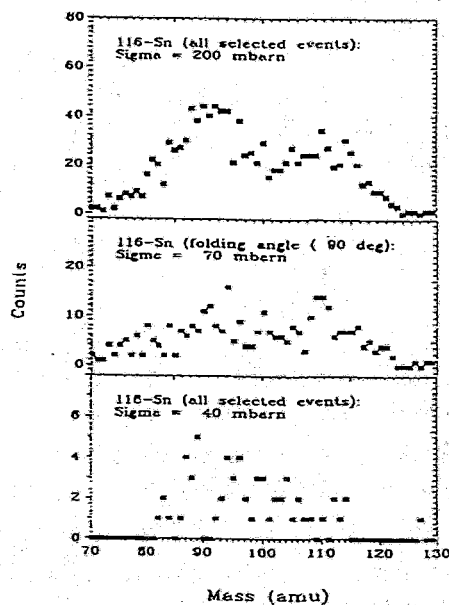 80
116-Sn (all selected events):
Sigma = 200 mbarn
60
40
20
0
116-Sn (folding angle ( 90 deg):
Sigma = 70 mbarn
20
10
0
Counts
116-Sn (all selected events):
Sigma = 40 mbarn
6
4
2
0
70 80 90 100 110 120 130
Mass (amu)